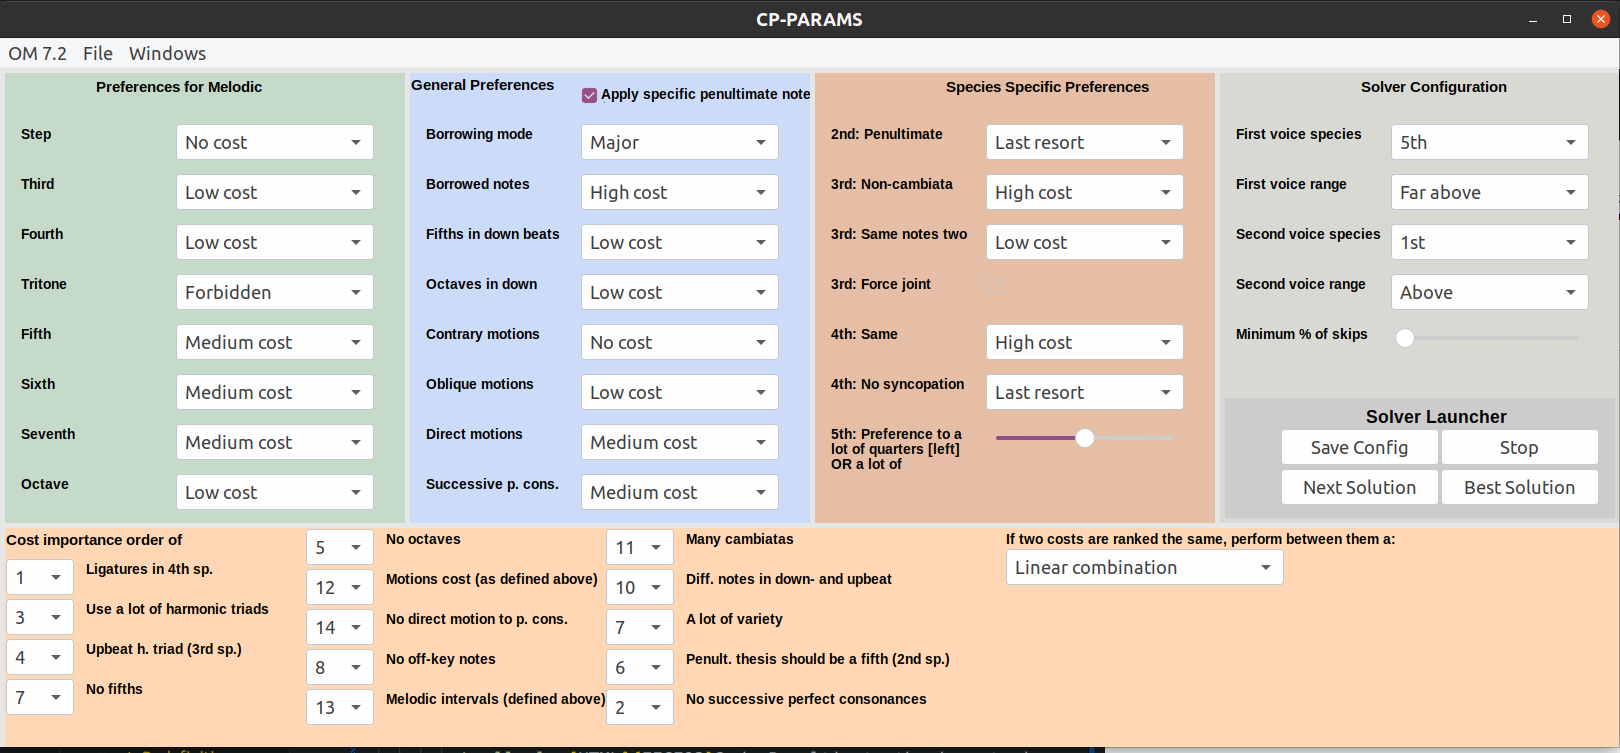 CP-PARAMS
OM 7.2 File Windows
Preferences for Melodic
Step No cost
Third Low cost
Fourth Low cost
Tritone Forbidden
Fifth Medium cost
Sixth Medium cost
Seventh Medium cost
Octave Low cost
General Preferences
Apply specific penultimate note
Borrowing mode Major
Borrowed notes High cost
Fifths in down beats Low cost
Octaves in down Low cost
Contrary motions No cost
Oblique motions Low cost
Direct motions Medium cost
Successive p. cons. Medium cost
Species Specific Preferences
2nd: Penultimate Last resort
3rd: Non-cambiata High cost
3rd: Same notes two Low cost
3rd: Force joint
4th: Same High cost
4th: No syncopation Last resort
5th: Preference to a
lot of quarters [left]
OR a lot of
Solver Configuration
First voice species 5th
First voice range Far above
Second voice species 1st
Second voice range Above
Minimum % of skips
Solver Launcher
Save Config Stop
Next Solution Best Solution
Cost importance order of
1 Ligatures in 4th sp.
3 Use a lot of harmonic triads
4 Upbeat h. triad (3rd sp.)
7 No fifths
5 No octaves
12 Motions cost (as defined above)
14 No direct motion to p. cons.
8 No off-key notes
13 Melodic intervals (defined above)
11 Many cambiatas
10 Diff. notes in down- and upbeat
7 A lot of variety
6 Penult. thesis should be a fifth (2nd sp.)
2 No successive perfect consonances
If two costs are ranked the same, perform between them a:
Linear combination